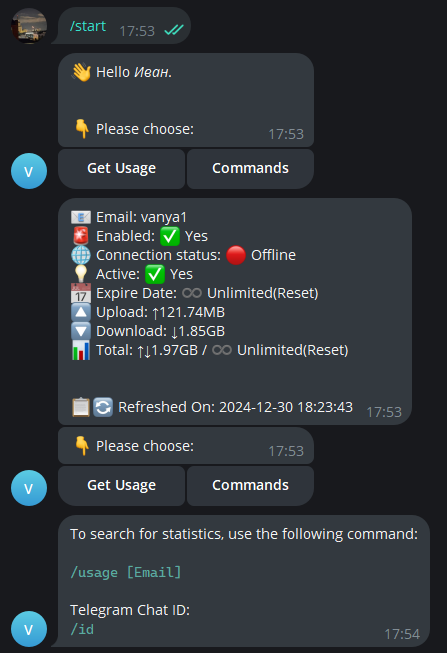 /start 17:53
👋 Hello Иван.
👇 Please choose: 17:53
Get Usage Commands
V
📧 Email: vanya1
🚨 Enabled: ✅ Yes
🌐 Connection status: 🔴 Offline
💡 Active: ✅ Yes
📅 Expire Date: ♾ Unlimited(Reset)
🔼 Upload: ↑121.74MB
🔽 Download: ↓1.85GB
📊 Total: ↑↓1.97GB / ♾ Unlimited(Reset)
📋🔄 Refreshed On: 2024-12-30 18:23:43 17:53
👇 Please choose: 17:53
Get Usage Commands
V
To search for statistics, use the following command:
/usage [Email]
Telegram Chat ID:
/id 17:54
V